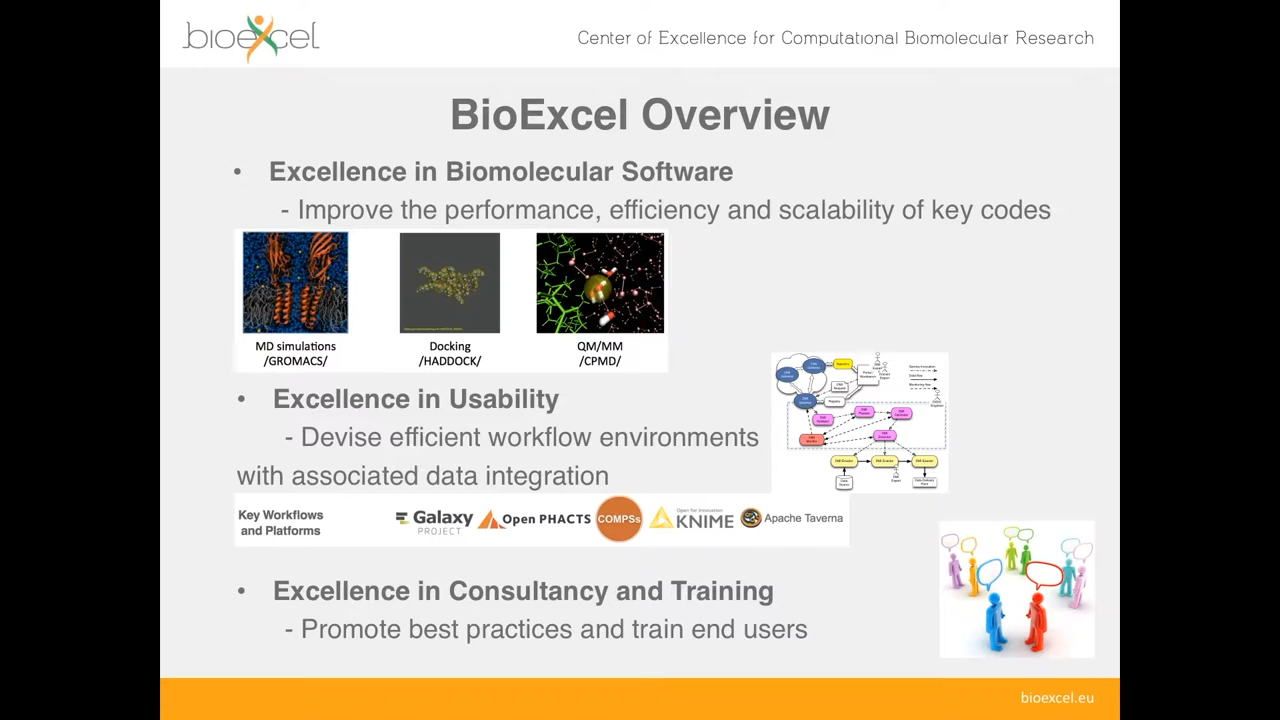 bioexcel
Center of Excellence for Computational Biomolecular Research
BioExcel Overview
• Excellence in Biomolecular Software
- Improve the performance, efficiency and scalability of key codes
MD simulations
/GROMACS/
Docking
/HADDOCK/
QM/MM
/CPMD/
• Excellence in Usability
- Devise efficient workflow environments
with associated data integration
Key Workflows
and Platforms
Galaxy
PROJECT
Open PHACTS
COMPSs
Open for Innovation
KNIME
Apache Taverna
• Excellence in Consultancy and Training
- Promote best practices and train end users
bioexcel.eu